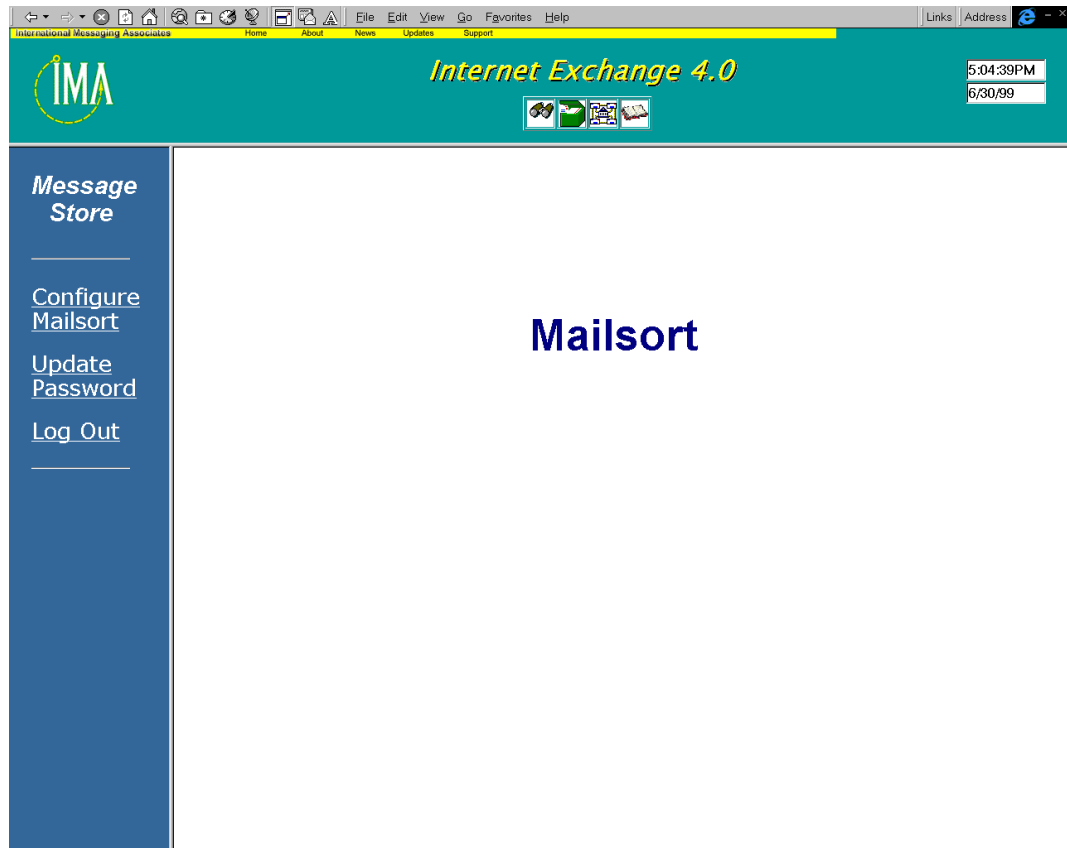 File Edit View Go Favorites Help Links Address
International Messaging Associates Home About News Updates Support
IMA
Internet Exchange 4.0
5:04:39PM
6/30/99
Message
Store
Configure
Mailsort
Update
Password
Log Out
Mailsort